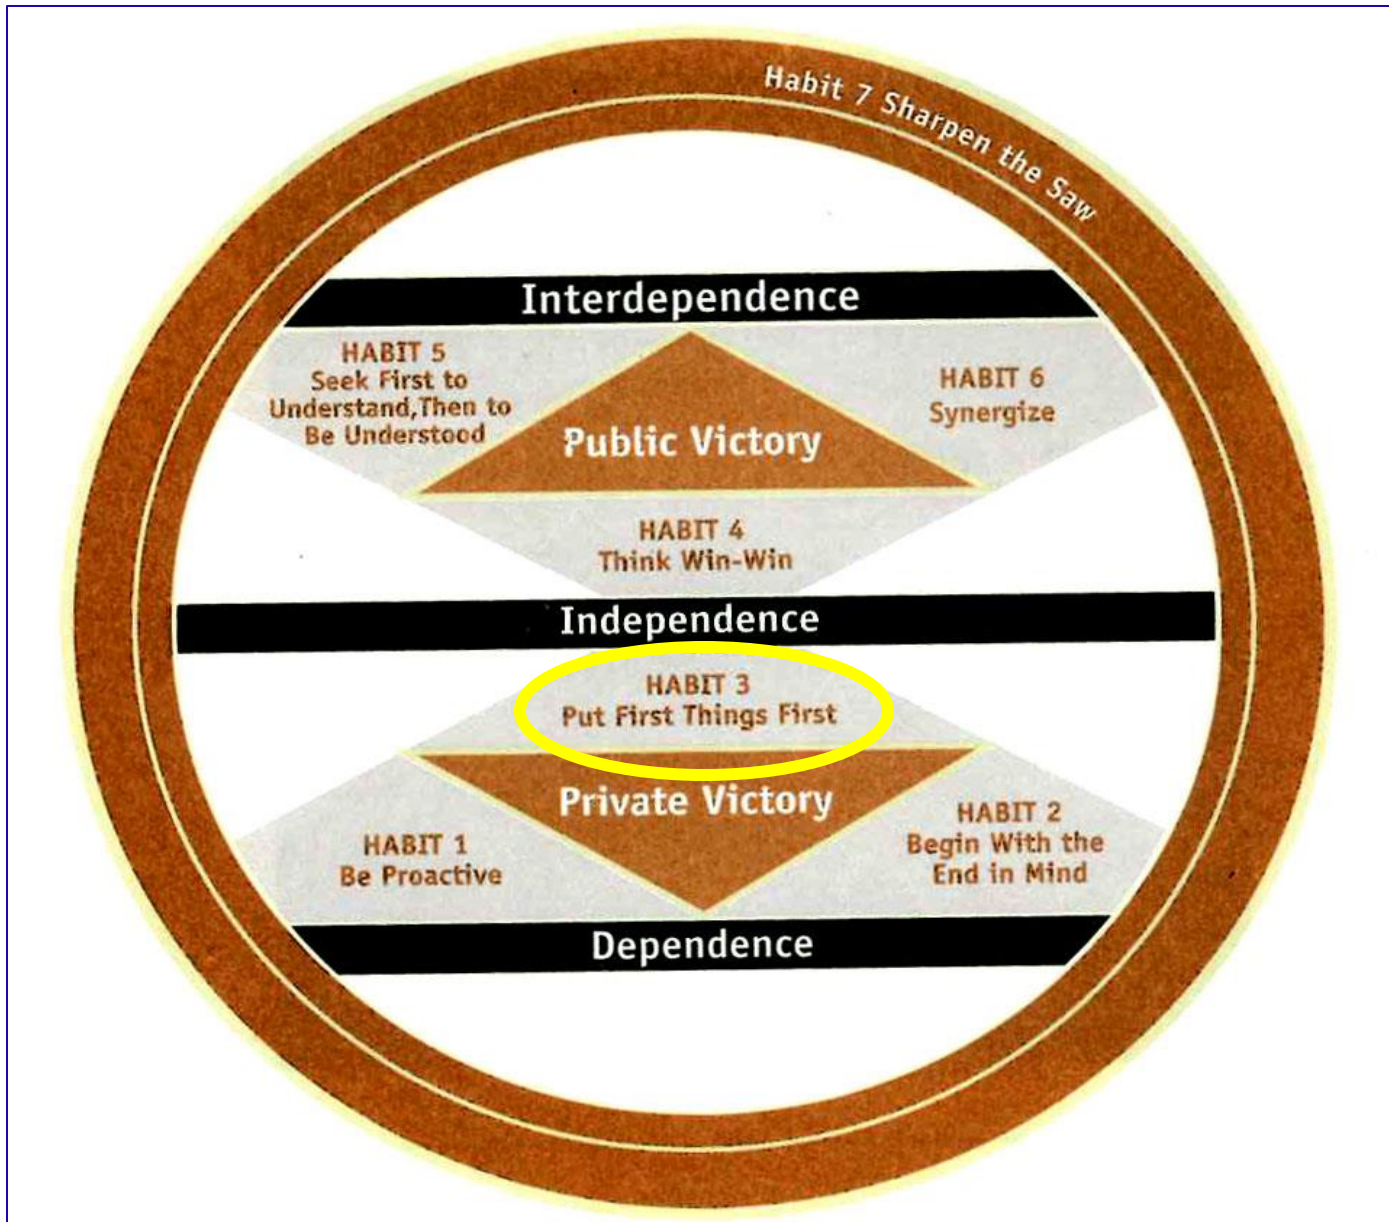 Habit 7 Sharpen the Saw
Interdependence
HABIT 5
Seek First to
Understand,Then to
Be Understood
HABIT 6
Synergize
Public Victory
HABIT 4
Think Win-Win
Independence
HABIT 3
Put First Things First
Private Victory
HABIT 1
Be Proactive
HABIT 2
Begin With the
End in Mind
Dependence